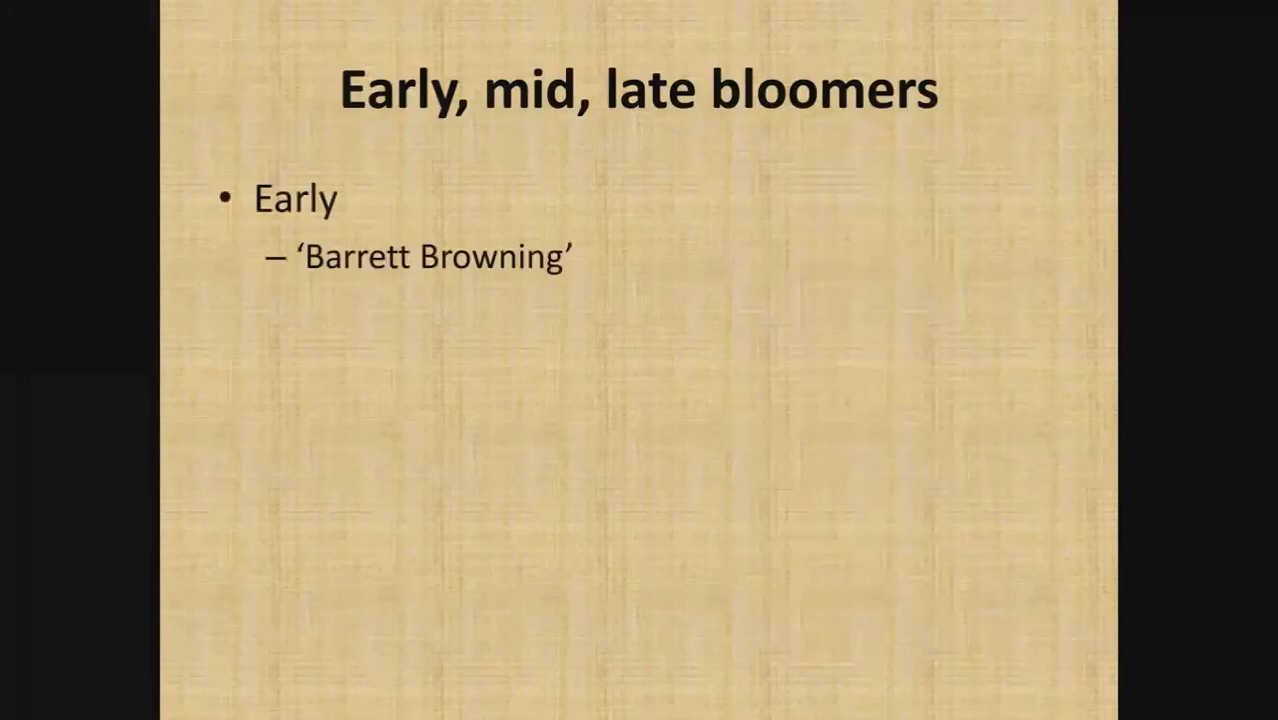 Early, mid, late bloomers
• Early
– ‘Barrett Browning’